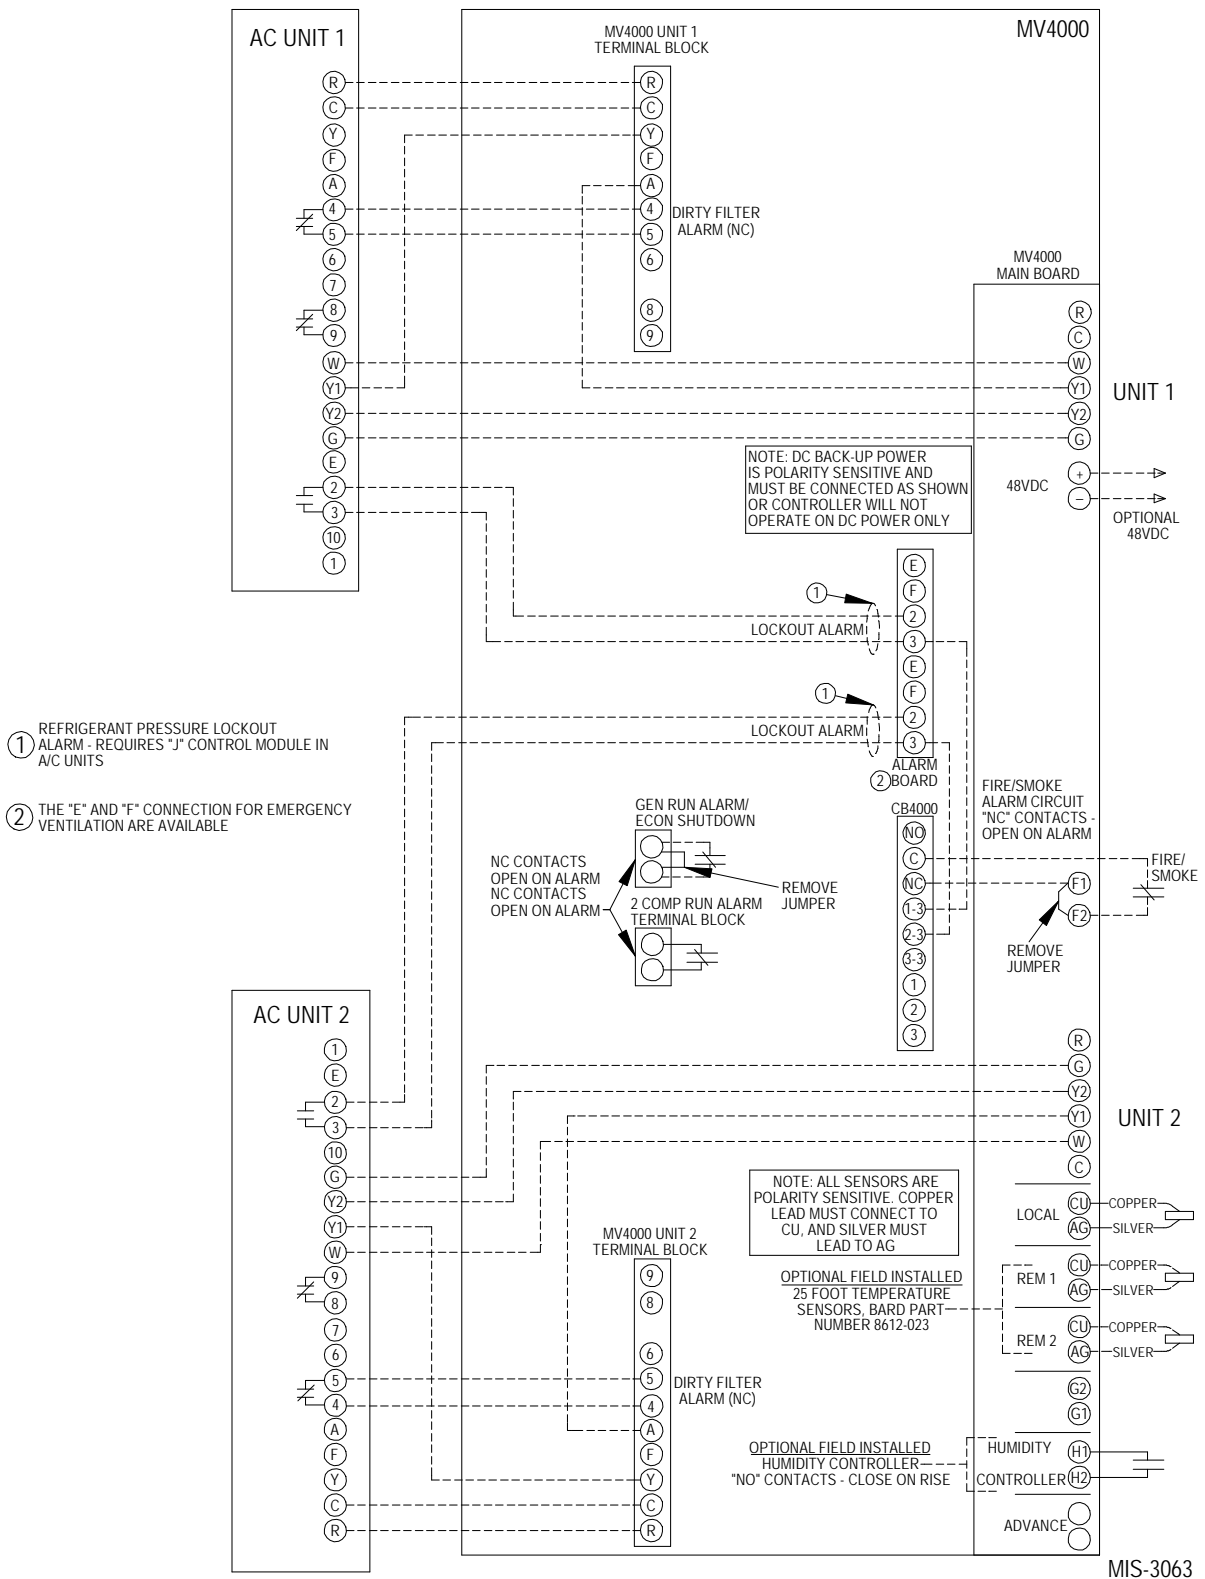 AC UNIT 1
R
C
Y
F
A
4
5
6
7
8
9
W
Y1
Y2
G
E
2
3
10
1
MV4000
MV4000 UNIT 1
TERMINAL BLOCK
R
C
Y
F
A
4
5
6
8
9
DIRTY FILTER
ALARM (NC)
MV4000
MAIN BOARD
R
C
W
Y1
Y2
G
UNIT 1
+
−
48VDC
OPTIONAL
48VDC
NOTE: DC BACK-UP POWER
IS POLARITY SENSITIVE AND
MUST BE CONNECTED AS SHOWN
OR CONTROLLER WILL NOT
OPERATE ON DC POWER ONLY
1
LOCKOUT ALARM
1
LOCKOUT ALARM
E
F
2
3
E
F
2
3
ALARM
2 BOARD
1 REFRIGERANT PRESSURE LOCKOUT
ALARM - REQUIRES "J" CONTROL MODULE IN
A/C UNITS
2 THE "E" AND "F" CONNECTION FOR EMERGENCY
VENTILATION ARE AVAILABLE
GEN RUN ALARM/
ECON SHUTDOWN
NC CONTACTS
OPEN ON ALARM
NC CONTACTS
OPEN ON ALARM
REMOVE
JUMPER
2 COMP RUN ALARM
TERMINAL BLOCK
CB4000
NO
C
NC
1-3
2-3
3-3
1
2
3
FIRE/SMOKE
ALARM CIRCUIT
"NC" CONTACTS -
OPEN ON ALARM
F1
F2
FIRE/
SMOKE
REMOVE
JUMPER
AC UNIT 2
1
E
2
3
10
G
Y2
Y1
W
9
8
7
6
5
4
A
F
Y
C
R
MV4000 UNIT 2
TERMINAL BLOCK
9
8
6
5
4
A
F
Y
C
R
DIRTY FILTER
ALARM (NC)
R
G
Y2
Y1
W
C
UNIT 2
NOTE: ALL SENSORS ARE
POLARITY SENSITIVE. COPPER
LEAD MUST CONNECT TO
CU, AND SILVER MUST
LEAD TO AG
LOCAL
CU COPPER
AG SILVER
REM 1
CU COPPER
AG SILVER
REM 2
CU COPPER
AG SILVER
OPTIONAL FIELD INSTALLED
25 FOOT TEMPERATURE
SENSORS, BARD PART
NUMBER 8612-023
G2
G1
OPTIONAL FIELD INSTALLED
HUMIDITY CONTROLLER
"NO" CONTACTS - CLOSE ON RISE
HUMIDITY H1
CONTROLLER H2
ADVANCE
MIS-3063